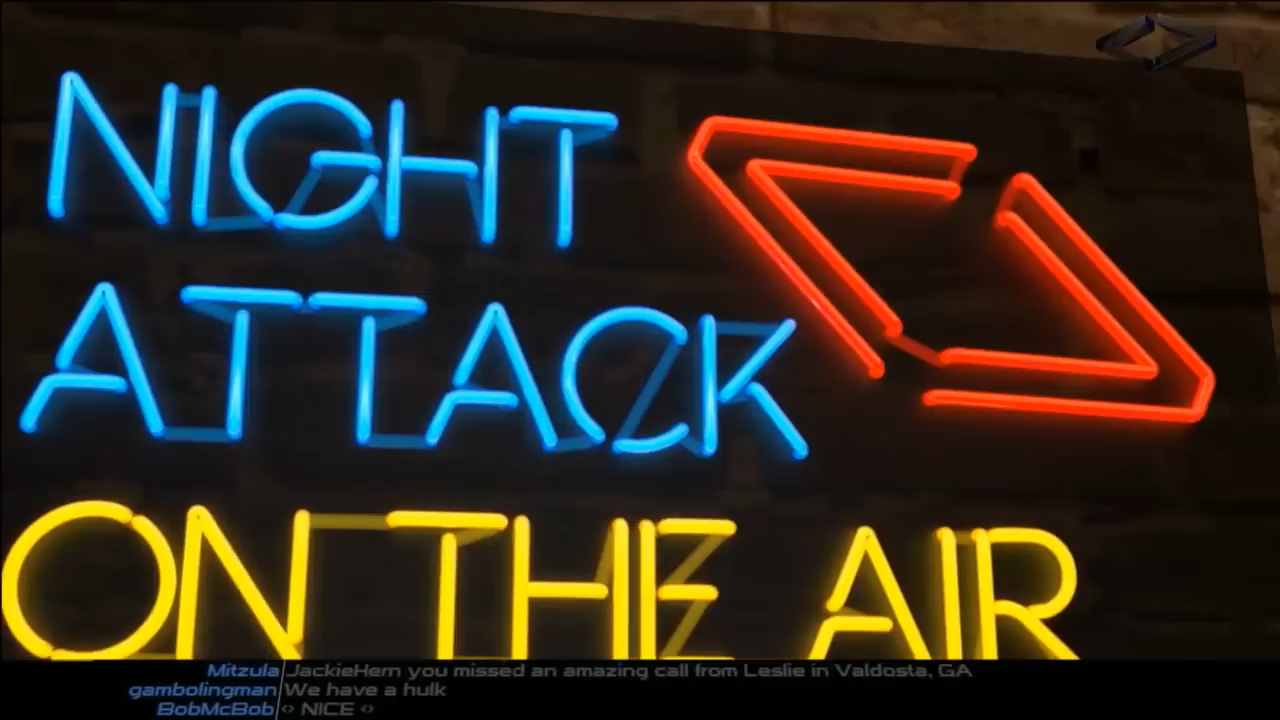 NIGHT
ATTACK
ON THE AIR
Mitzula JackieHern you missed an amazing call from Leslie in Valdosta, GA
gambolingman We have a hulk
BobMcBob <> NICE <>